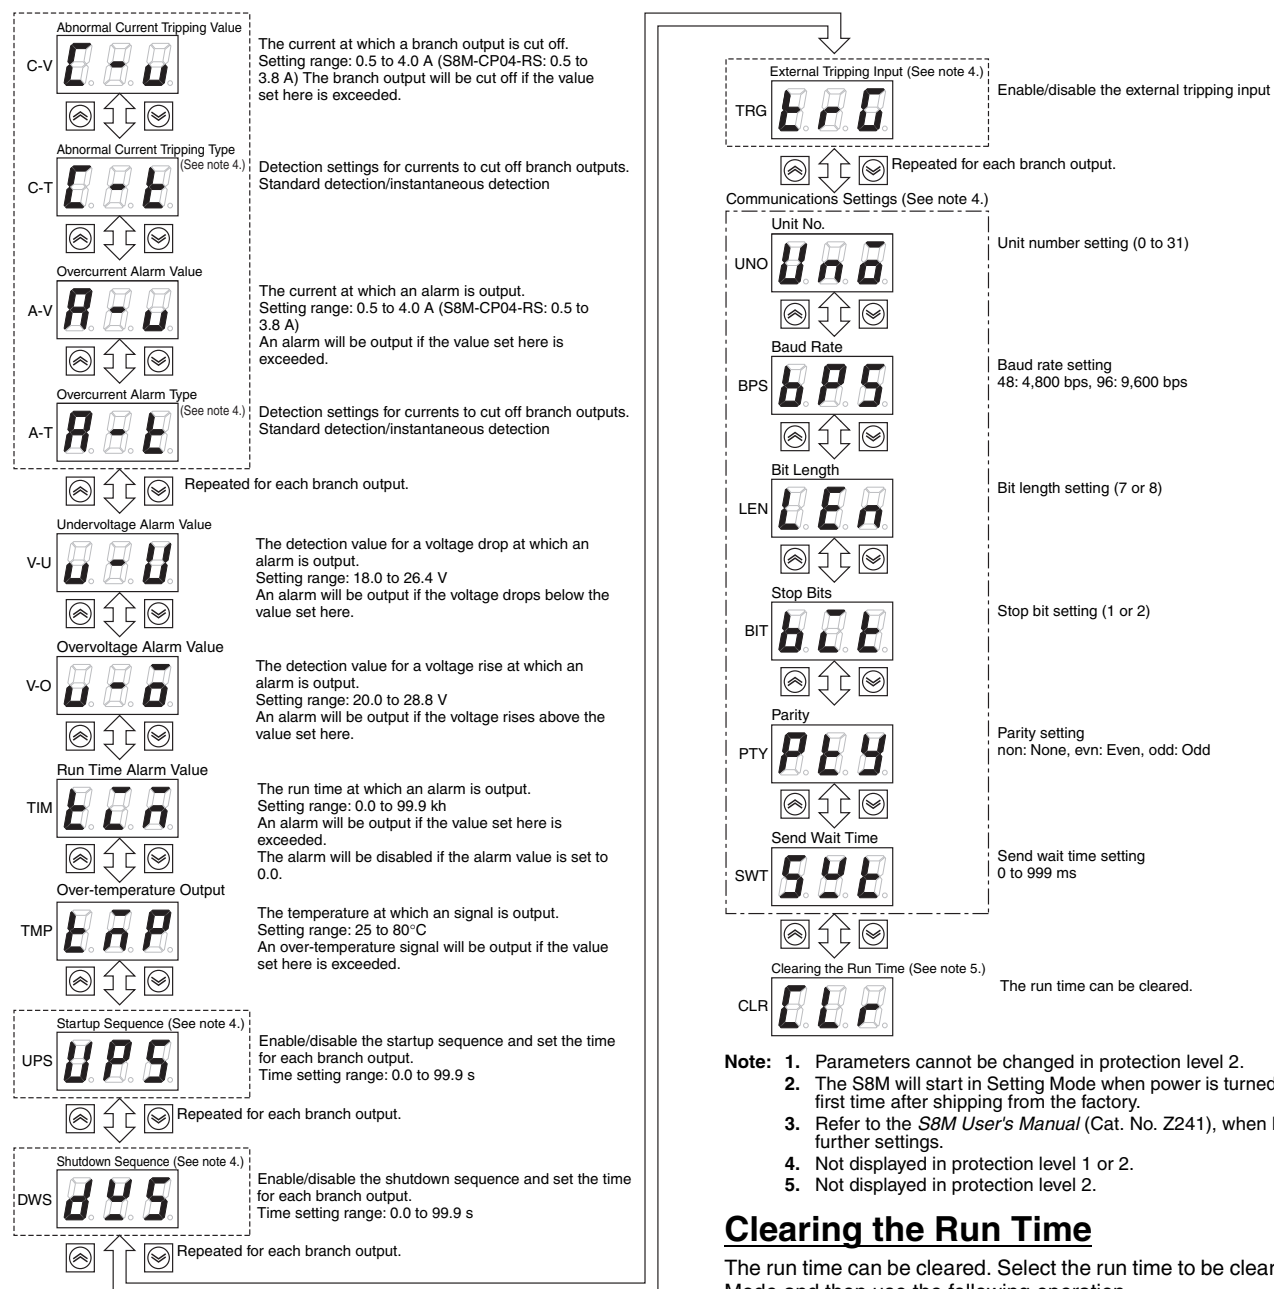 Abnormal Current Tripping Value
C-V
The current at which a branch output is cut off.
Setting range: 0.5 to 4.0 A (S8M-CP04-RS: 0.5 to
3.8 A) The branch output will be cut off if the value
set here is exceeded.
Abnormal Current Tripping Type
(See note 4.)
C-T
Detection settings for currents to cut off branch outputs.
Standard detection/instantaneous detection
Overcurrent Alarm Value
A-V
The current at which an alarm is output.
Setting range: 0.5 to 4.0 A (S8M-CP04-RS: 0.5 to
3.8 A)
An alarm will be output if the value set here is
exceeded.
Overcurrent Alarm Type
(See note 4.)
A-T
Detection settings for currents to cut off branch outputs.
Standard detection/instantaneous detection
Repeated for each branch output.
Undervoltage Alarm Value
V-U
The detection value for a voltage drop at which an
alarm is output.
Setting range: 18.0 to 26.4 V
An alarm will be output if the voltage drops below the
value set here.
Overvoltage Alarm Value
V-O
The detection value for a voltage rise at which an
alarm is output.
Setting range: 20.0 to 28.8 V
An alarm will be output if the voltage rises above the
value set here.
Run Time Alarm Value
TIM
The run time at which an alarm is output.
Setting range: 0.0 to 99.9 kh
An alarm will be output if the value set here is
exceeded.
The alarm will be disabled if the alarm value is set to
0.0.
Over-temperature Output
TMP
The temperature at which an signal is output.
Setting range: 25 to 80°C
An over-temperature signal will be output if the value
set here is exceeded.
Startup Sequence (See note 4.)
UPS
Enable/disable the startup sequence and set the time
for each branch output.
Time setting range: 0.0 to 99.9 s
Repeated for each branch output.
Shutdown Sequence (See note 4.)
DWS
Enable/disable the shutdown sequence and set the time
for each branch output.
Time setting range: 0.0 to 99.9 s
Repeated for each branch output.
External Tripping Input (See note 4.)
TRG
Enable/disable the external tripping input
Repeated for each branch output.
Communications Settings (See note 4.)
Unit No.
UNO
Unit number setting (0 to 31)
Baud Rate
BPS
Baud rate setting
48: 4,800 bps, 96: 9,600 bps
Bit Length
LEN
Bit length setting (7 or 8)
Stop Bits
BIT
Stop bit setting (1 or 2)
Parity
PTY
Parity setting
non: None, evn: Even, odd: Odd
Send Wait Time
SWT
Send wait time setting
0 to 999 ms
Clearing the Run Time (See note 5.)
CLR
The run time can be cleared.
Note: 1. Parameters cannot be changed in protection level 2.
2. The S8M will start in Setting Mode when power is turned
first time after shipping from the factory.
3. Refer to the S8M User's Manual (Cat. No. Z241), when
further settings.
4. Not displayed in protection level 1 or 2.
5. Not displayed in protection level 2.
Clearing the Run Time
The run time can be cleared. Select the run time to be clear
Mode and then use the following operation